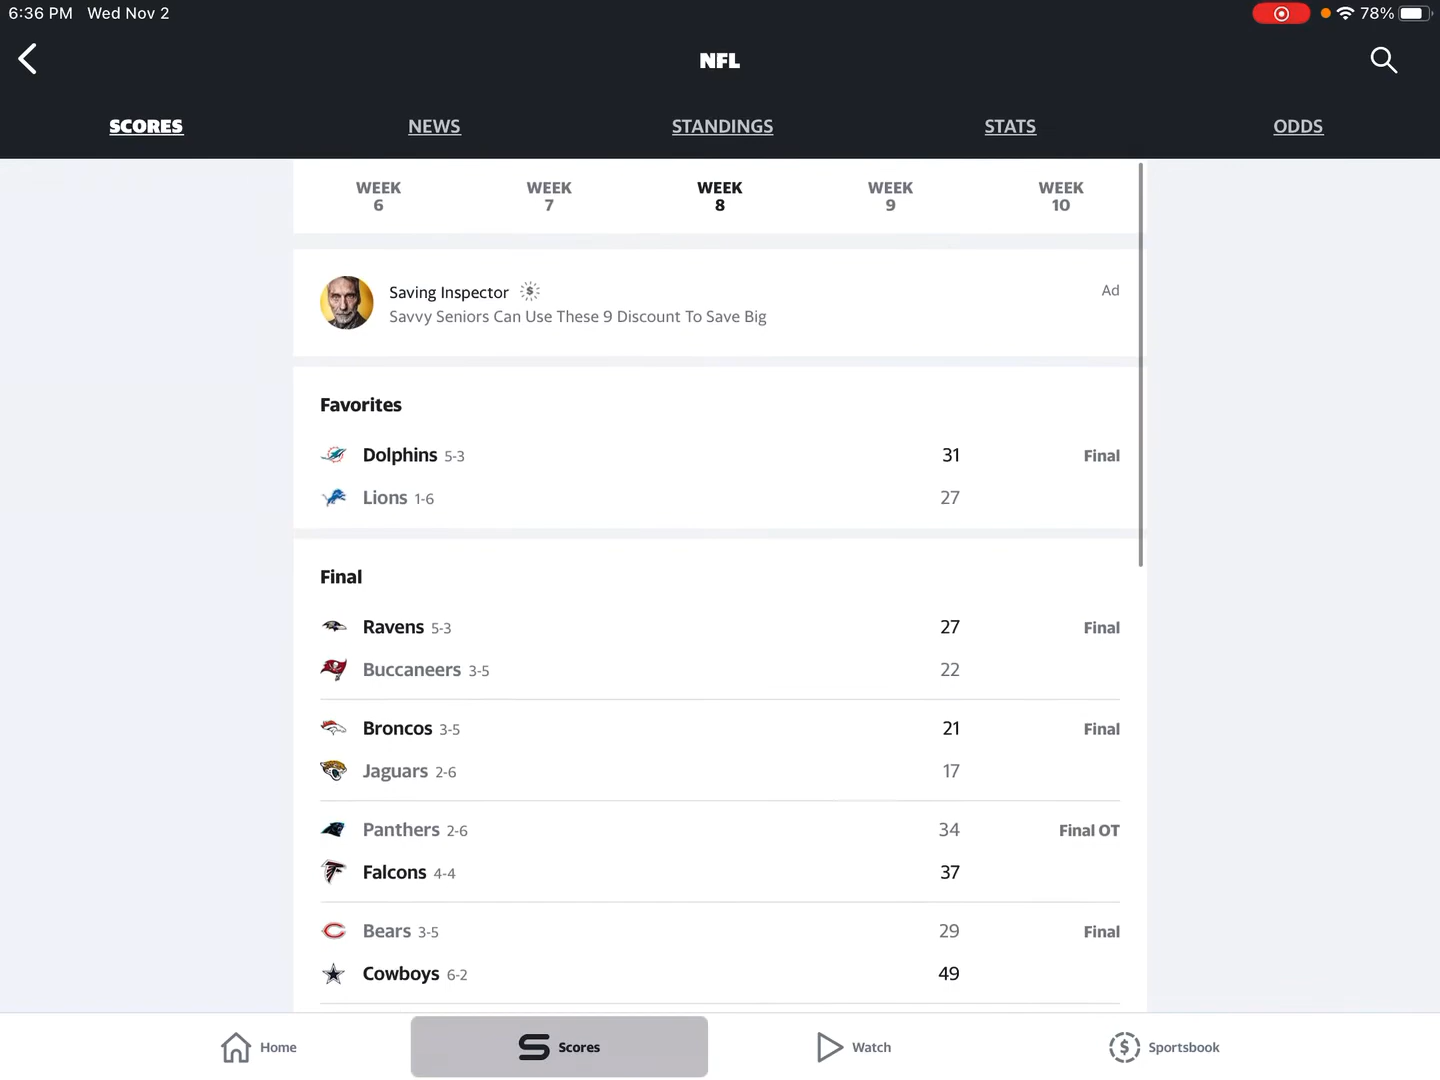 6:36 PM Wed Nov 2 78%
NFL
SCORES NEWS STANDINGS STATS ODDS
WEEK WEEK WEEK WEEK WEEK
6 7 8 9 10
Saving Inspector Ad
Savvy Seniors Can Use These 9 Discount To Save Big
Favorites
Dolphins 5-3 31 Final
Lions 1-6 27
Final
Ravens 5-3 27 Final
Buccaneers 3-5 22
Broncos 3-5 21 Final
Jaguars 2-6 17
Panthers 2-6 34 Final OT
Falcons 4-4 37
Bears 3-5 29 Final
Cowboys 6-2 49
Home Scores Watch Sportsbook